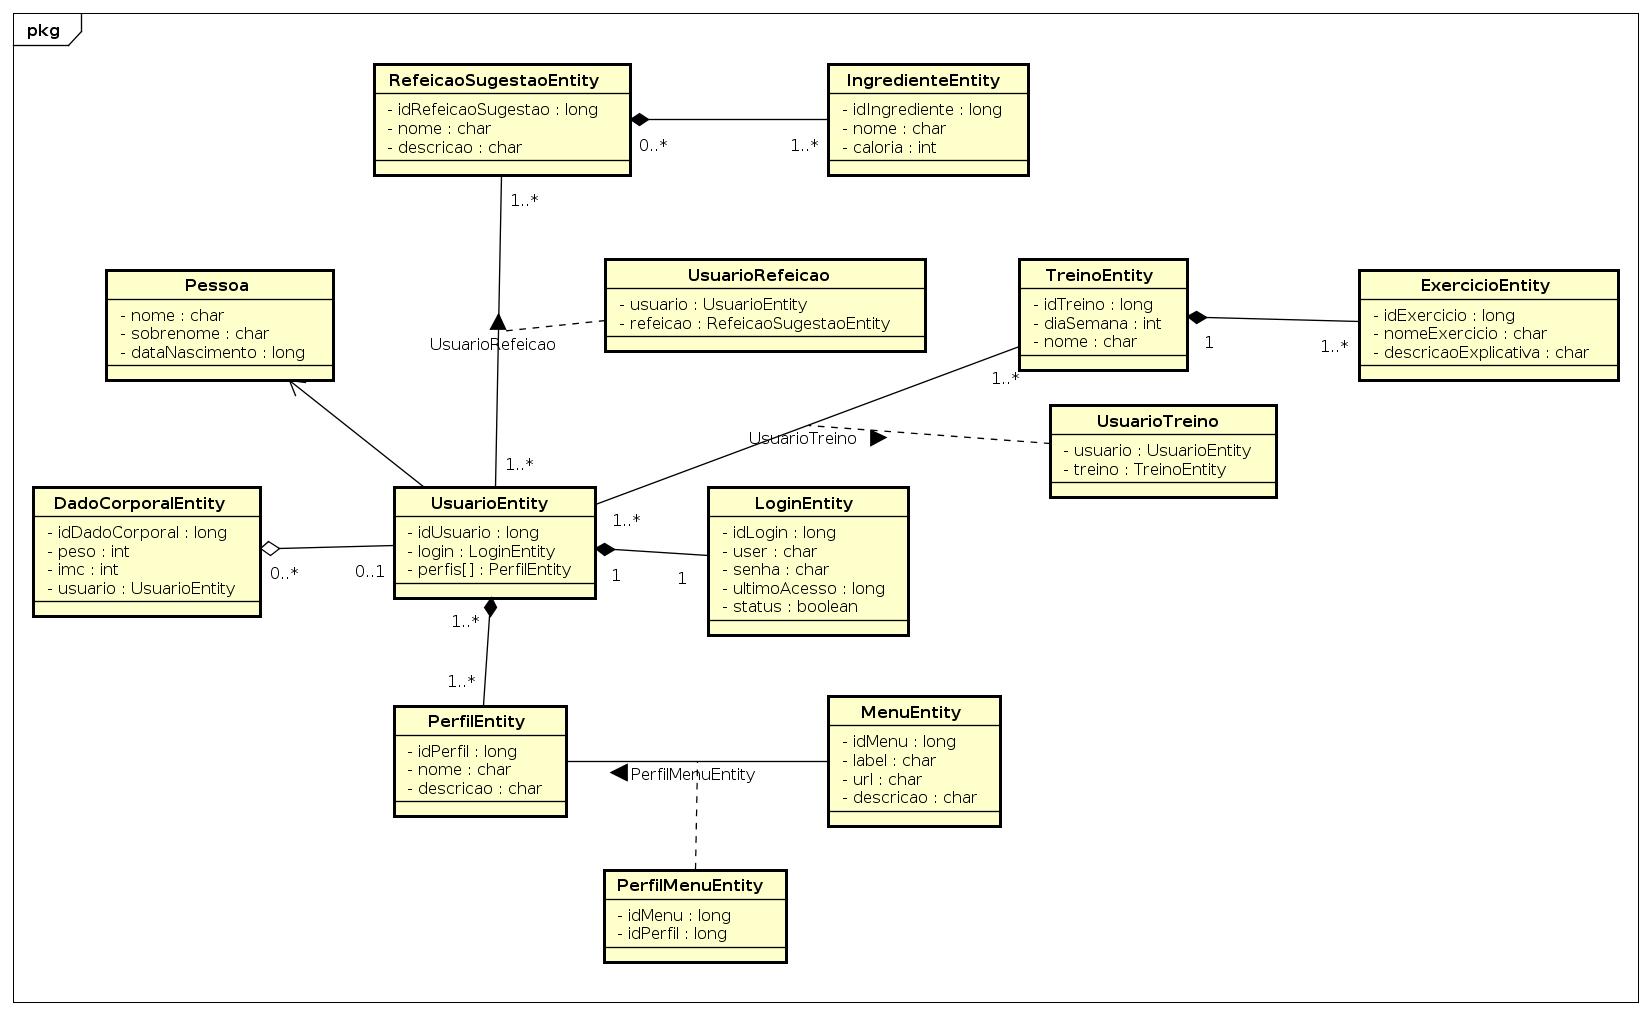 pkg
RefeicaoSugestaoEntity
- idRefeicaoSugestao : long
- nome : char
- descricao : char
0..*
1..*
IngredienteEntity
- idIngrediente : long
- nome : char
- caloria : int
1..*
UsuarioRefeicao
1..*
UsuarioRefeicao
- usuario : UsuarioEntity
- refeicao : RefeicaoSugestaoEntity
Pessoa
- nome : char
- sobrenome : char
- dataNascimento : long
TreinoEntity
- idTreino : long
- diaSemana : int
- nome : char
1
1..*
1..*
ExercicioEntity
- idExercicio : long
- nomeExercicio : char
- descricaoExplicativa : char
UsuarioTreino
UsuarioTreino
- usuario : UsuarioEntity
- treino : TreinoEntity
DadoCorporalEntity
- idDadoCorporal : long
- peso : int
- imc : int
- usuario : UsuarioEntity
0..*
0..1
UsuarioEntity
- idUsuario : long
- login : LoginEntity
- perfis[] : PerfilEntity
1..*
1
1
LoginEntity
- idLogin : long
- user : char
- senha : char
- ultimoAcesso : long
- status : boolean
1..*
1..*
PerfilEntity
- idPerfil : long
- nome : char
- descricao : char
PerfilMenuEntity
MenuEntity
- idMenu : long
- label : char
- url : char
- descricao : char
PerfilMenuEntity
- idMenu : long
- idPerfil : long